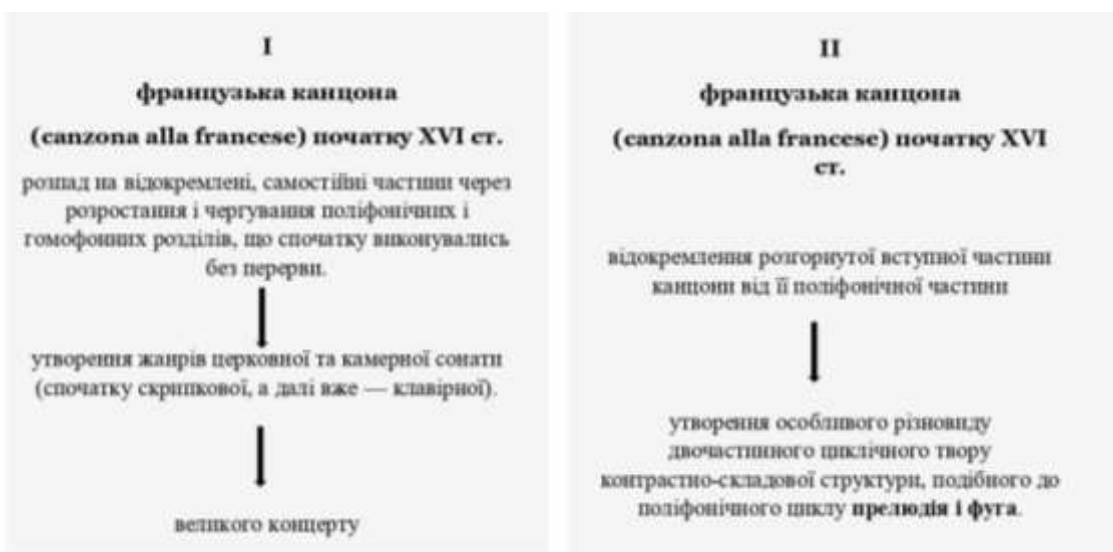 I
французька канцона
(canzona alla francese) початку XVI ст.
розпад на відокремлені, самостійні частини через
розростання і чергування поліфонічних і
гомофонних розділів, що спочатку виконувались
без перерви.
утворення жанрів церковної та камерної сонати
(спочатку скрипкової, а далі вже — клавірної).
великого концерту
II
французька канцона
(canzona alla francese) початку XVI
ст.
відокремлення розгорнутої вступної частини
канцони від її поліфонічної частини
утворення особливого різновиду
двочастинного циклічного твору
контрастно-складової структури, подібного до
поліфонічного циклу прелюдія і фуга.